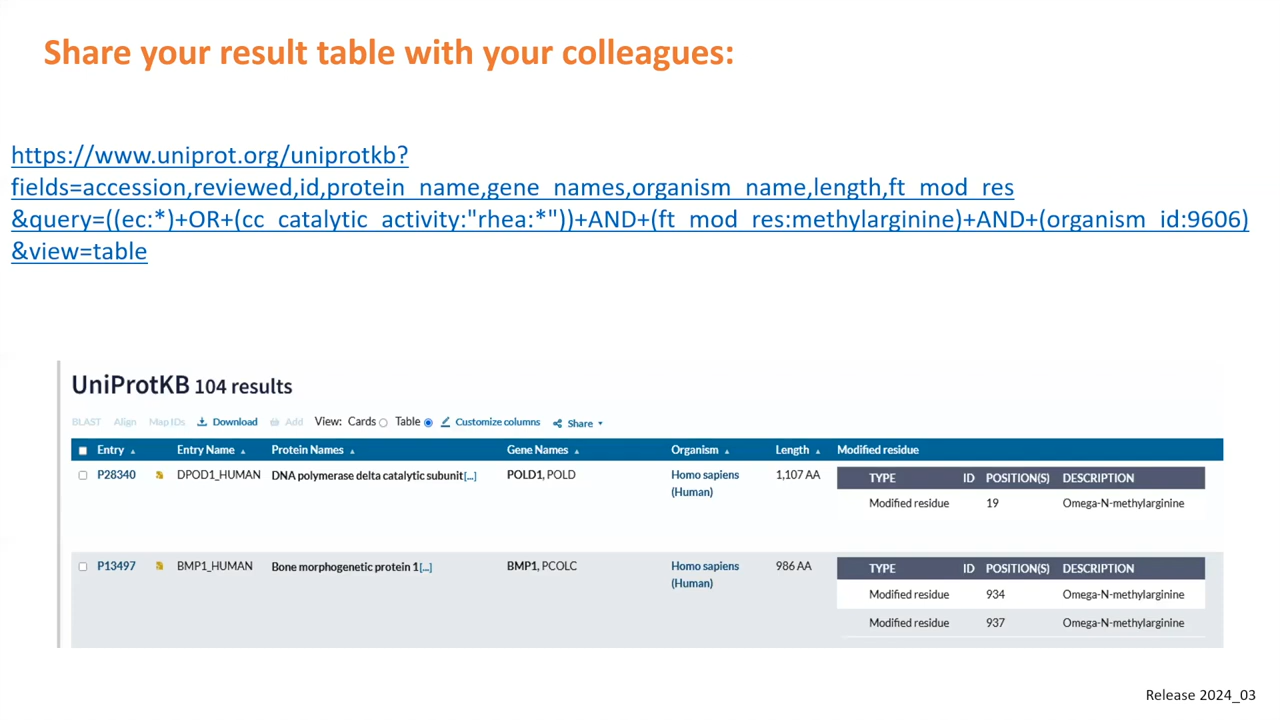 Share your result table with your colleagues:
https://www.uniprot.org/uniprotkb?
fields=accession,reviewed,id,protein_name,gene_names,organism_name,length,ft_mod_res
&query=((ec:*)+OR+(cc_catalytic_activity:"rhea:*"))+AND+(ft_mod_res:methylarginine)+AND+(organism_id:9606)
&view=table
UniProtKB 104 results
BLAST Align Map IDs Download Add View: Cards Table Customize columns Share
Entry Entry Name Protein Names Gene Names Organism Length Modified residue
P28340 DPOD1_HUMAN DNA polymerase delta catalytic subunit[...] POLD1, POLD Homo sapiens 1,107 AA TYPE ID POSITION(S) DESCRIPTION
(Human)
Modified residue 19 Omega-N-methylarginine
P13497 BMP1_HUMAN Bone morphogenetic protein 1[...] BMP1, PCOLC Homo sapiens 986 AA TYPE ID POSITION(S) DESCRIPTION
(Human)
Modified residue 934 Omega-N-methylarginine
Modified residue 937 Omega-N-methylarginine
Release 2024_03